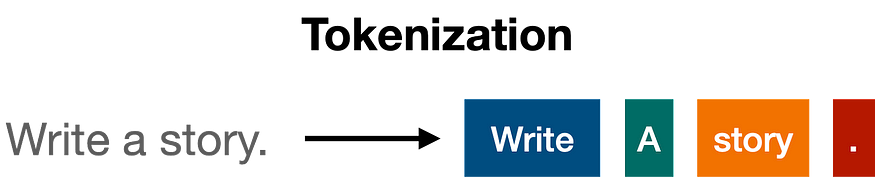 Tokenization
Write a story. Write A story .